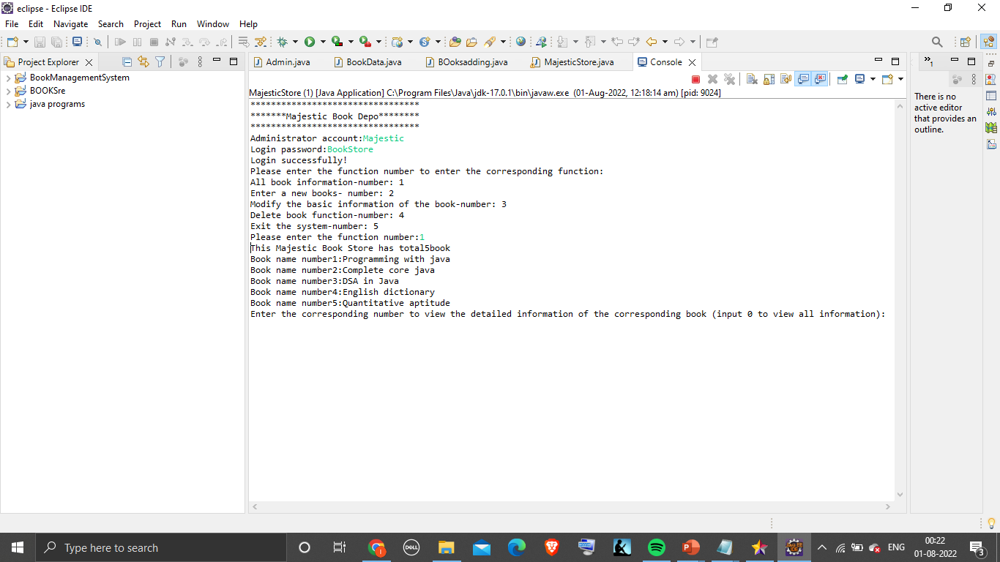 eclipse - Eclipse IDE
File Edit Navigate Search Project Run Window Help
Project Explorer
Admin.java BookData.java BOoksadding.java MajesticStore.java Console
1
BookManagementSystem
BOOKSre
java programs
MajesticStore (1) [Java Application] C:\Program Files\Java\jdk-17.0.1\bin\javaw.exe (01-Aug-2022, 12:18:14 am) [pid: 9024]
*********************************
*******Majestic Book Depo********
*********************************
Administrator account:Majestic
Login password:BookStore
Login successfully!
Please enter the function number to enter the corresponding function:
All book information-number: 1
Enter a new books- number: 2
Modify the basic information of the book-number: 3
Delete book function-number: 4
Exit the system-number: 5
Please enter the function number:1
This Majestic Book Store has total5book
Book name number1:Programming with java
Book name number2:Complete core java
Book name number3:DSA in Java
Book name number4:English dictionary
Book name number5:Quantitative aptitude
Enter the corresponding number to view the detailed information of the corresponding book (input 0 to view all information):
There is no
active editor
that provides an
outline.
Type here to search
DELL
ENG
00:22
01-08-2022
3